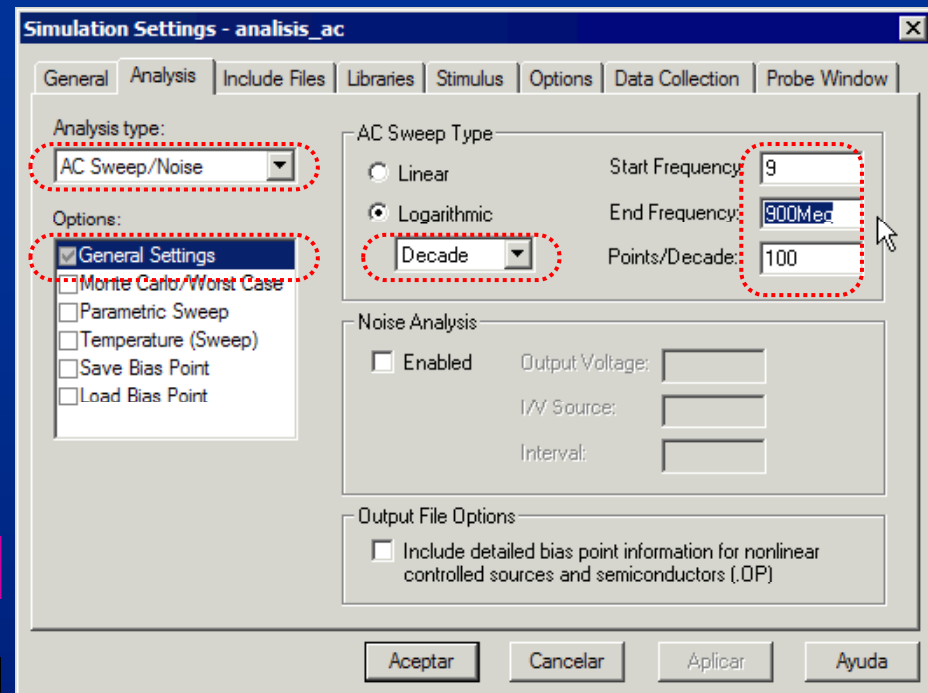 Simulation Settings - analisis_ac
General Analysis Include Files Libraries Stimulus Options Data Collection Probe Window
Analysis type:
AC Sweep/Noise
Options:
General Settings
Monte Carlo/Worst Case
Parametric Sweep
Temperature (Sweep)
Save Bias Point
Load Bias Point
AC Sweep Type
Linear
Logarithmic
Decade
Start Frequency
9
End Frequency:
900Meg
Points/Decade:
100
Noise Analysis
Enabled
Output Voltage:
I/V Source:
Interval:
Output File Options
Include detailed bias point information for nonlinear
controlled sources and semiconductors (.OP)
Aceptar Cancelar Aplicar Ayuda